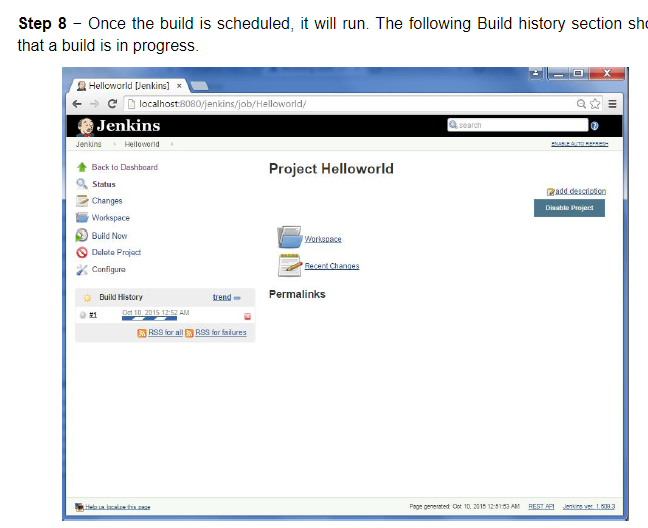 Step 8 – Once the build is scheduled, it will run. The following Build history section sh
that a build is in progress.
Helloworld [Jenkins] ×
localhost:8080/jenkins/job/Helloworld/
Jenkins
search
Jenkins Helloworld
ENABLE AUTO REFRESH
Back to Dashboard
Status
Changes
Workspace
Build Now
Delete Project
Configure
Project Helloworld
add description
Disable Project
Workspace
Recent Changes
Permalinks
Build History trend
#1 Oct 10, 2015 12:52 AM
RSS for all RSS for failures
Help us localize this page
Page generated: Oct 10, 2015 12:51:53 AM REST API Jenkins ver. 1.609.3